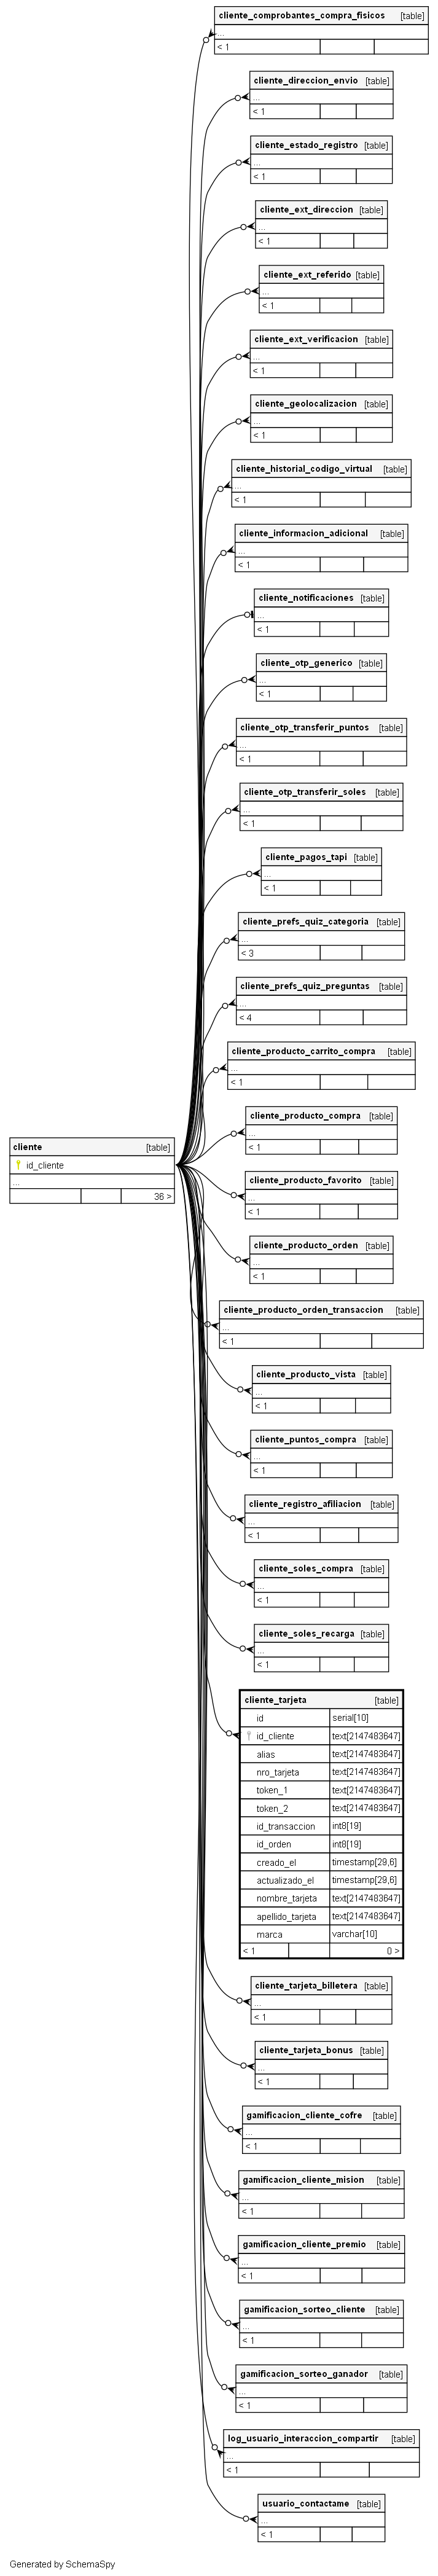 cliente_comprobantes_compra_fisicos [table]
...
< 1
cliente_direccion_envio [table]
...
< 1
cliente_estado_registro [table]
...
< 1
cliente_ext_direccion [table]
...
< 1
cliente_ext_referido [table]
...
< 1
cliente_ext_verificacion [table]
...
< 1
cliente_geolocalizacion [table]
...
< 1
cliente_historial_codigo_virtual [table]
...
< 1
cliente_informacion_adicional [table]
...
< 1
cliente_notificaciones [table]
...
< 1
cliente_otp_generico [table]
...
< 1
cliente_otp_transferir_puntos [table]
...
< 1
cliente_otp_transferir_soles [table]
...
< 1
cliente_pagos_tapi [table]
...
< 1
cliente_prefs_quiz_categoria [table]
...
< 3
cliente_prefs_quiz_preguntas [table]
...
< 4
cliente_producto_carrito_compra [table]
...
< 1
cliente_producto_compra [table]
...
< 1
cliente [table]
id_cliente
...
36 >
cliente_producto_favorito [table]
...
< 1
cliente_producto_orden [table]
...
< 1
cliente_producto_orden_transaccion [table]
...
< 1
cliente_producto_vista [table]
...
< 1
cliente_puntos_compra [table]
...
< 1
cliente_registro_afiliacion [table]
...
< 1
cliente_soles_compra [table]
...
< 1
cliente_soles_recarga [table]
...
< 1
cliente_tarjeta [table]
id serial[10]
id_cliente text[2147483647]
alias text[2147483647]
nro_tarjeta text[2147483647]
token_1 text[2147483647]
token_2 text[2147483647]
id_transaccion int8[19]
id_orden int8[19]
creado_el timestamp[29,6]
actualizado_el timestamp[29,6]
nombre_tarjeta text[2147483647]
apellido_tarjeta text[2147483647]
marca varchar[10]
< 1 0 >
cliente_tarjeta_billetera [table]
...
< 1
cliente_tarjeta_bonus [table]
...
< 1
gamificacion_cliente_cofre [table]
...
< 1
gamificacion_cliente_mision [table]
...
< 1
gamificacion_cliente_premio [table]
...
< 1
gamificacion_sorteo_cliente [table]
...
< 1
gamificacion_sorteo_ganador [table]
...
< 1
log_usuario_interaccion_compartir [table]
...
< 1
usuario_contactame [table]
...
< 1
Generated by SchemaSpy